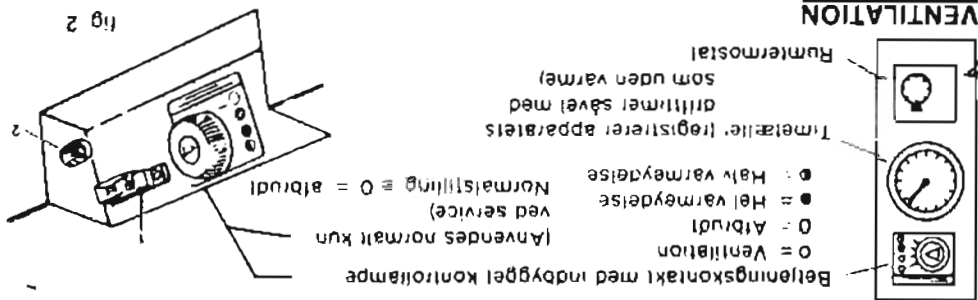 Betjeningskontakt med indbygget kontrollampe
O = Ventilation
0 = Afbrudt
● = Hel varmeydelse
◐ = Halv varmeydelse
Timetæller (registrerer apparatets
drifttimer såvel med
som uden varme)
Rumtermostat
VENTILATION
(Anvendes normalt kun
ved service)
Normalstilling = 0 = afbrudt
1
2
fig 2